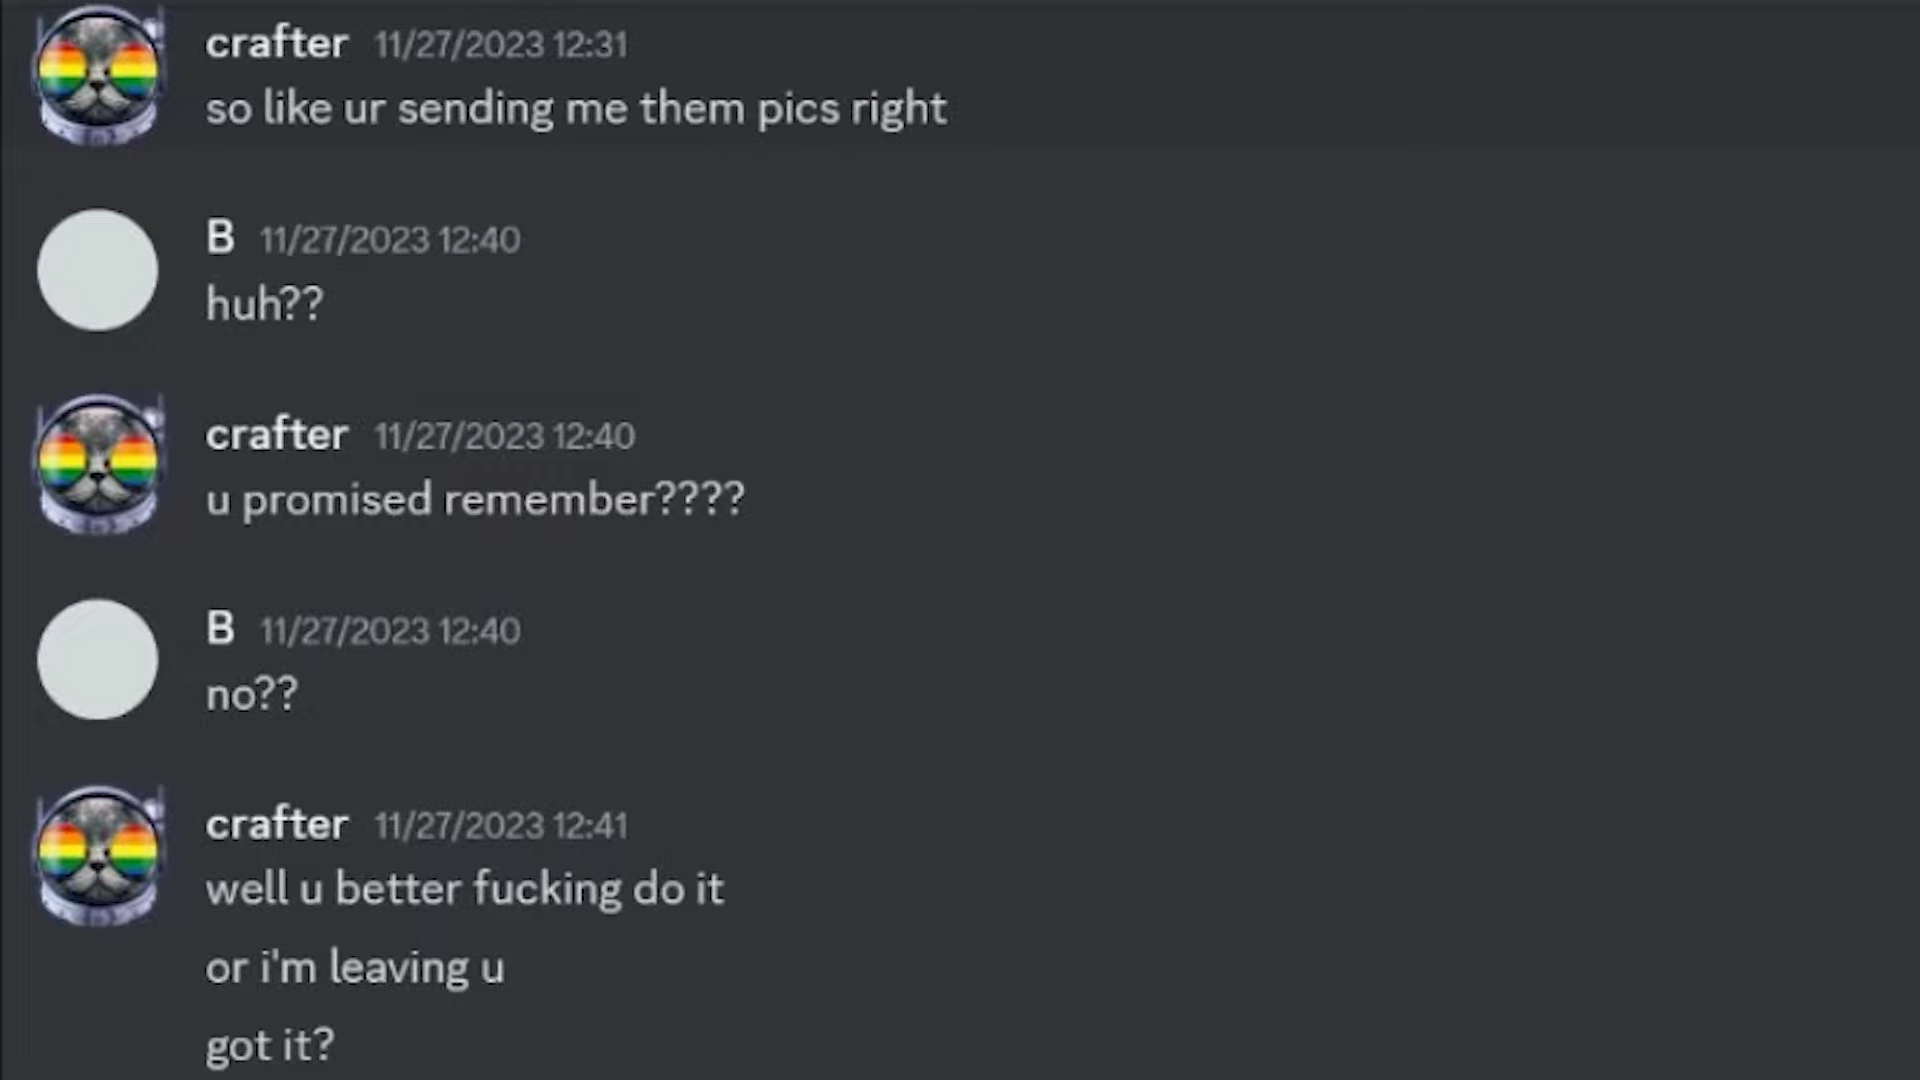 crafter 11/27/2023 12:31
so like ur sending me them pics right
B 11/27/2023 12:40
huh??
crafter 11/27/2023 12:40
u promised remember????
B 11/27/2023 12:40
no??
crafter 11/27/2023 12:41
well u better fucking do it
or i'm leaving u
got it?